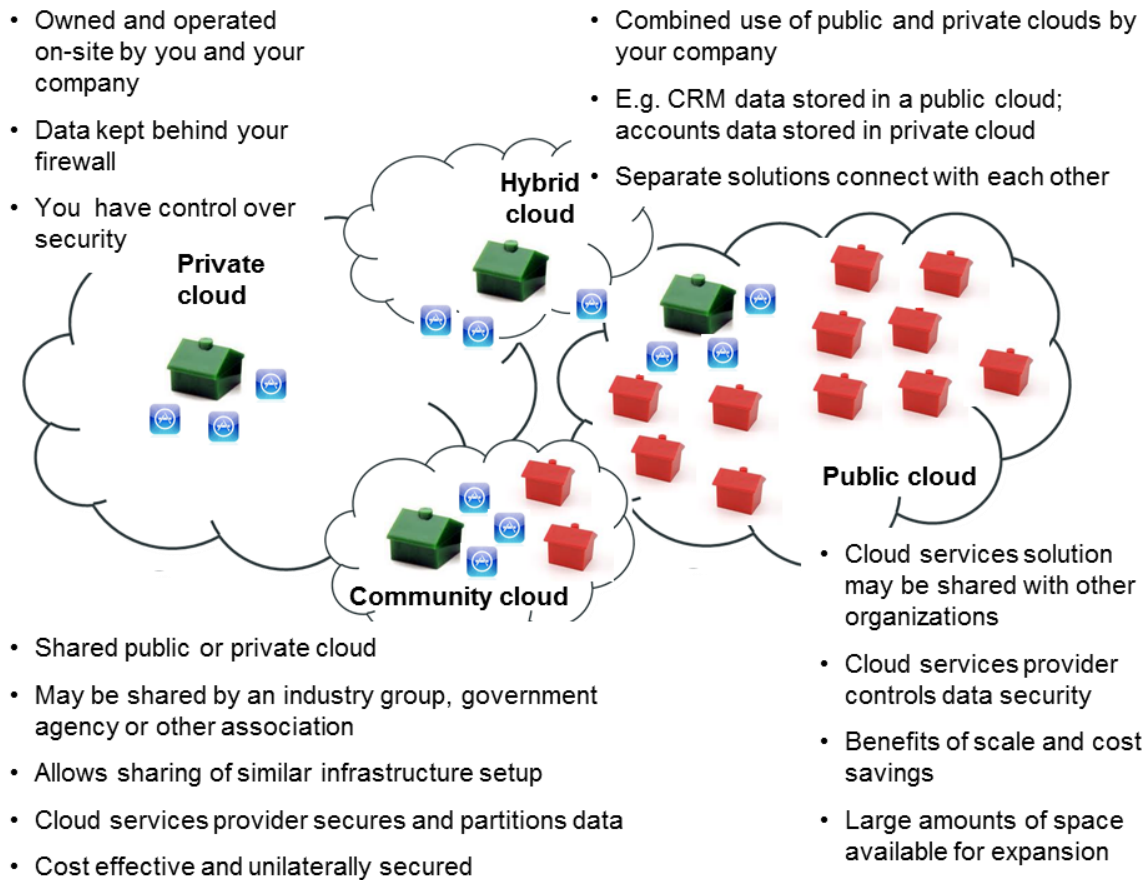 • Owned and operated
on-site by you and your
company
• Data kept behind your
firewall
• You have control over
security
Private
cloud
Hybrid
cloud
• Combined use of public and private clouds by
your company
• E.g. CRM data stored in a public cloud;
accounts data stored in private cloud
• Separate solutions connect with each other
Public cloud
Community cloud
• Shared public or private cloud
• May be shared by an industry group, government
agency or other association
• Allows sharing of similar infrastructure setup
• Cloud services provider secures and partitions data
• Cost effective and unilaterally secured
• Cloud services solution
may be shared with other
organizations
• Cloud services provider
controls data security
• Benefits of scale and cost
savings
• Large amounts of space
available for expansion